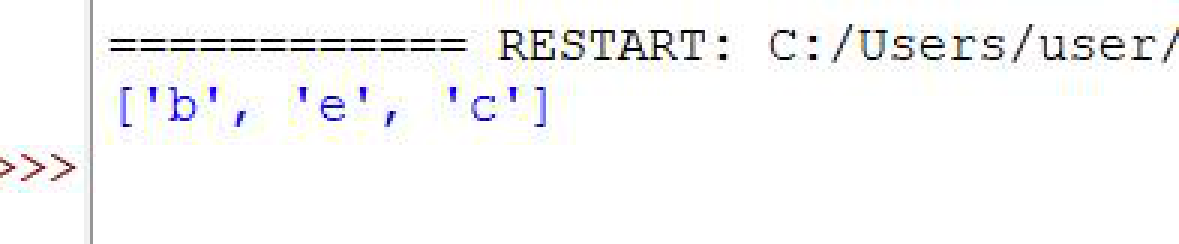 ============ RESTART: C:/Users/user/
['b', 'e', 'c']
>>>